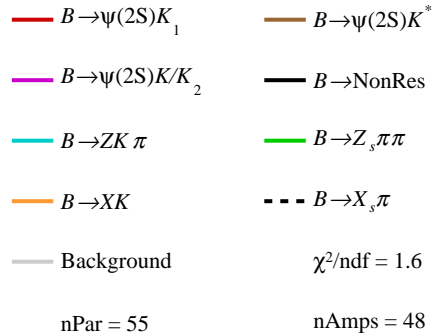 B→ψ(2S)K₁ B→ψ(2S)K*
B→ψ(2S)K/K₂ B→NonRes
B→ZKπ B→Zₛππ
B→XK B→Xₛπ
Background χ²/ndf = 1.6
nPar = 55 nAmps = 48